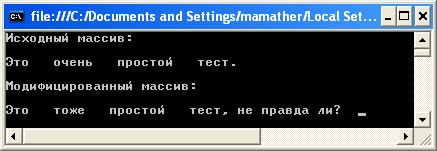 file:///C:/Documents and Settings/mamather/Local Set...
Исходный массив:
Это очень простой тест.
Модифицированный массив:
Это тоже простой тест, не правда ли?